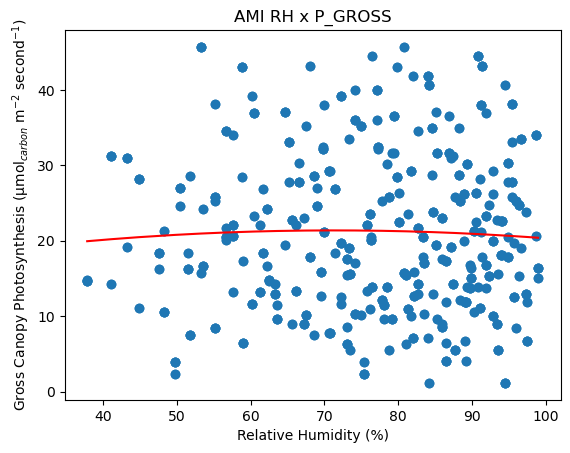 AMI RH x P_GROSS
Gross Canopy Photosynthesis (μmol_carbon m⁻² second⁻¹)
40
30
20
10
0
40 50 60 70 80 90 100
Relative Humidity (%)